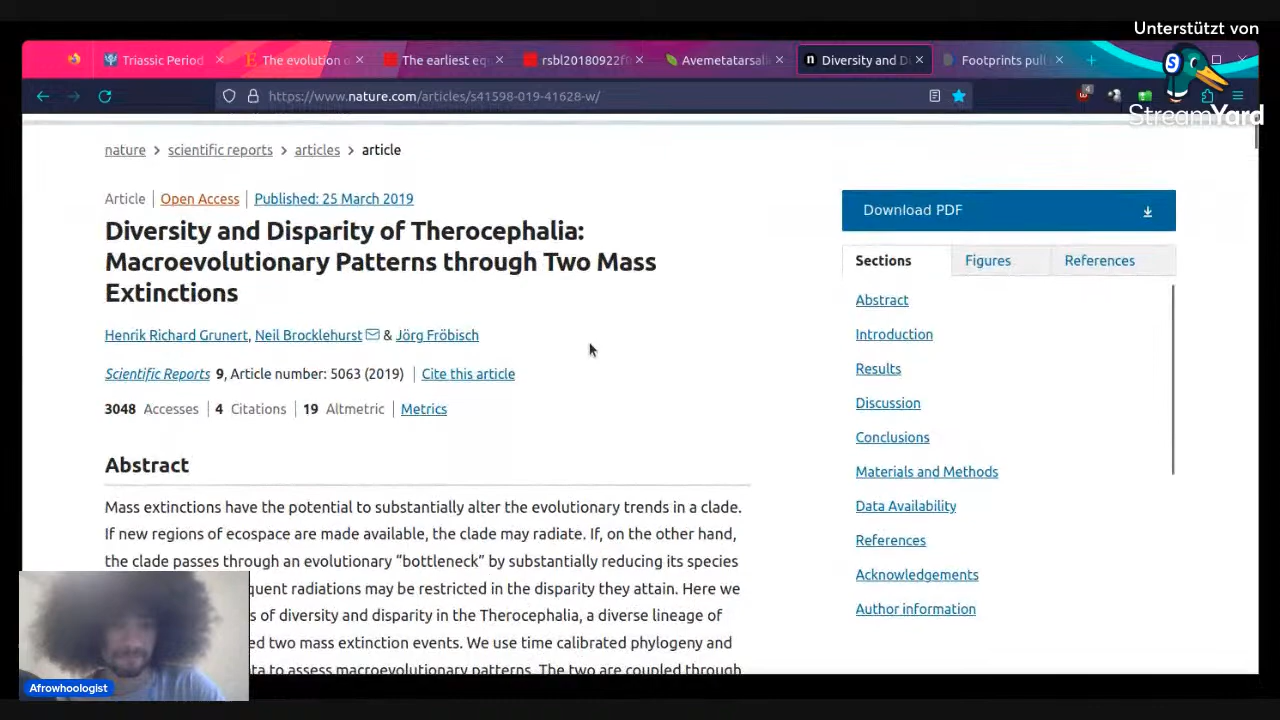 Unterstützt von
Triassic Period
The evolution o
The earliest eq
rsbl20180922f
Avemetatarsali
Diversity and D
Footprints pull
StreamYard
https://www.nature.com/articles/s41598-019-41628-w/
4
nature > scientific reports > articles > article
Article | Open Access | Published: 25 March 2019
Diversity and Disparity of Therocephalia:
Macroevolutionary Patterns through Two Mass
Extinctions
Henrik Richard Grunert, Neil Brocklehurst & Jörg Fröbisch
Scientific Reports 9, Article number: 5063 (2019) | Cite this article
3048 Accesses | 4 Citations | 19 Altmetric | Metrics
Abstract
Mass extinctions have the potential to substantially alter the evolutionary trends in a clade.
If new regions of ecospace are made available, the clade may radiate. If, on the other hand,
the clade passes through an evolutionary “bottleneck” by substantially reducing its species
quent radiations may be restricted in the disparity they attain. Here we
s of diversity and disparity in the Therocephalia, a diverse lineage of
ed two mass extinction events. We use time calibrated phylogeny and
ta to assess macroevolutionary patterns. The two are coupled through
Download PDF
Sections
Figures
References
Abstract
Introduction
Results
Discussion
Conclusions
Materials and Methods
Data Availability
References
Acknowledgements
Author information
Afrowhoologist